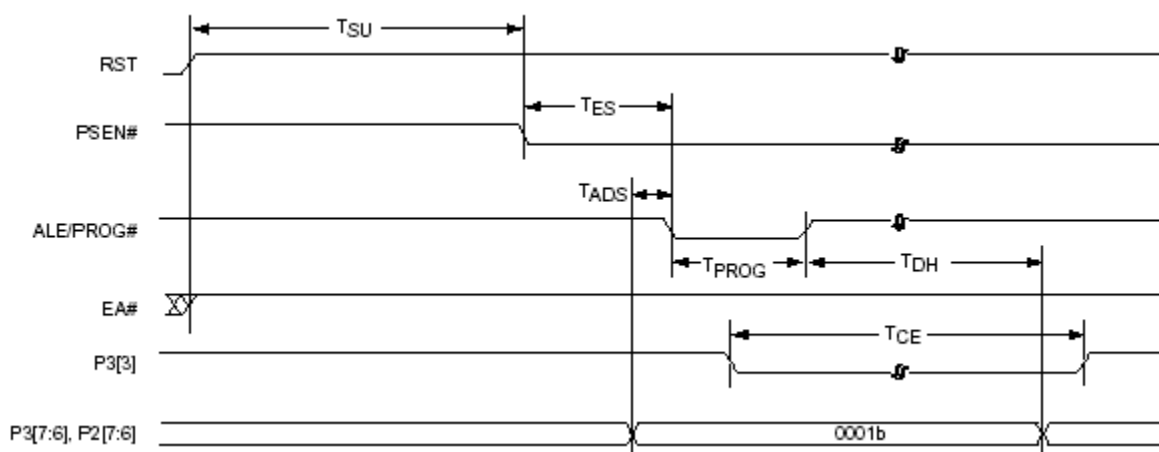 TSU
RST
TES
PSEN#
TADS
ALE/PROG#
TPROG
TDH
EA#
TCE
P3[3]
P3[7:6], P2[7:6]
0001b